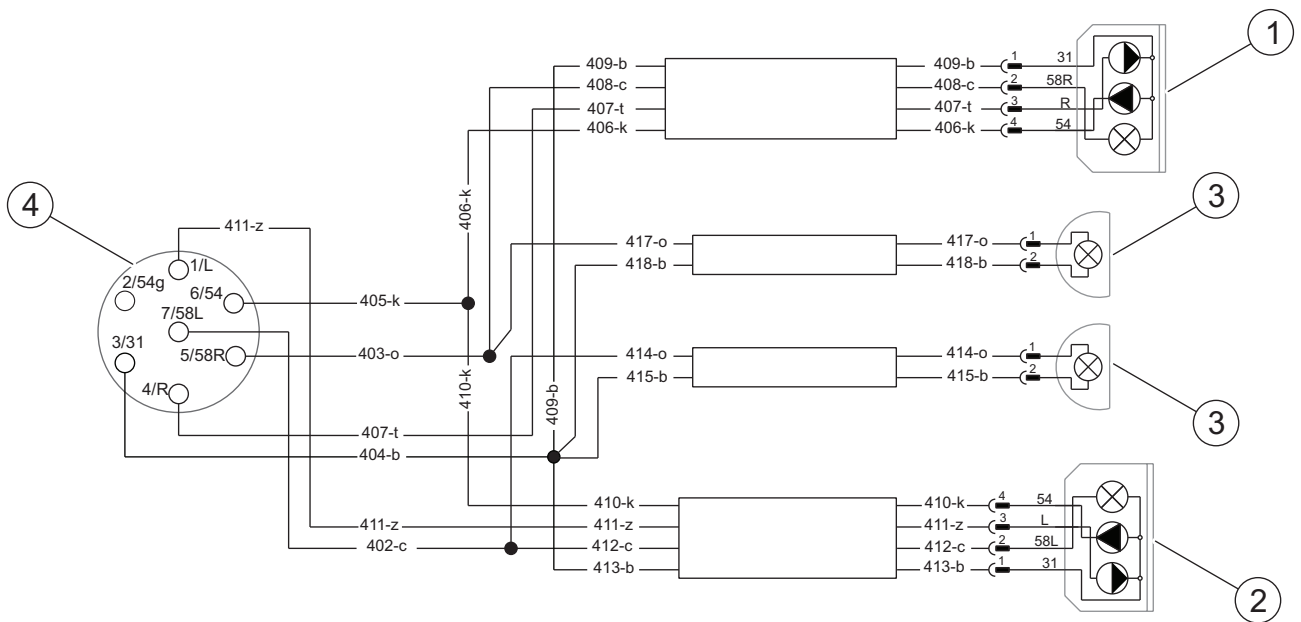 1
409-b 409-b 1 31
408-c 408-c 2 58R
407-t 407-t 3 R
406-k 406-k 4 54
406-k
3
4
411-z
417-o 417-o 1
418-b 418-b 2
1/L
2/54g
6/54
405-k
7/58L
3/31
5/58R
403-o
414-o 414-o 1
415-b 415-b 2
4/R
410-k
409-b
3
407-t
404-b
410-k 410-k 4 54
411-z 411-z 411-z 3 L
402-c 412-c 412-c 2 58L
413-b 413-b 1 31
2